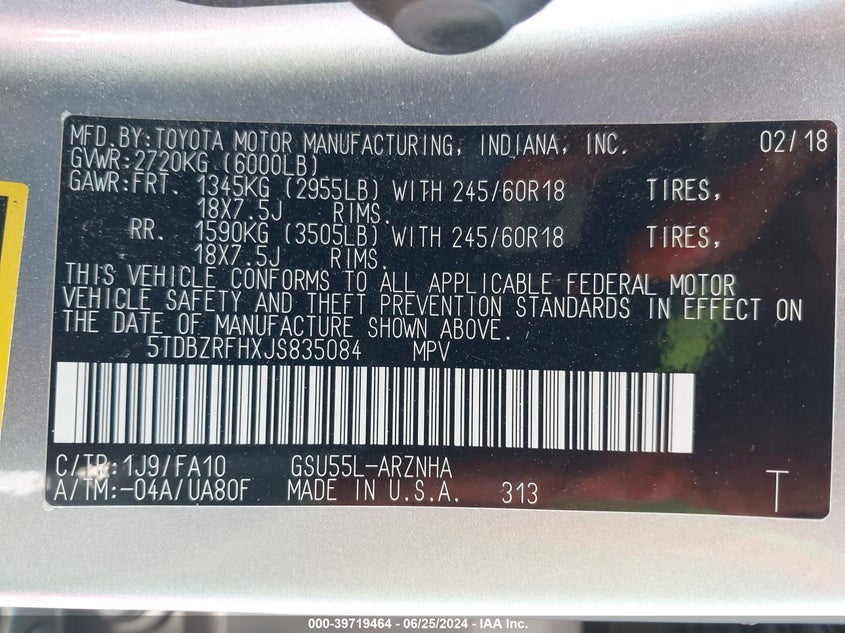 MFD.BY:TOYOTA MOTOR MANUFACTURING, INDIANA, INC. 02/18
GVWR:2720KG (6000LB)
GAWR:FRT. 1345KG (2955LB) WITH 245/60R18 TIRES,
18X7.5J RIMS.
RR. 1590KG (3505LB) WITH 245/60R18 TIRES,
18X7.5J RIMS.
THIS VEHICLE CONFORMS TO ALL APPLICABLE FEDERAL MOTOR
VEHICLE SAFETY AND THEFT PREVENTION STANDARDS IN EFFECT ON
THE DATE OF MANUFACTURE SHOWN ABOVE.
5TDBZRFHXJS835084 MPV
C/TR:1J9/FA10 GSU55L-ARZNHA
A/TM:-04A/UA80F MADE IN U.S.A. 313 T
000-39719464 - 06/25/2024 - IAA Inc.